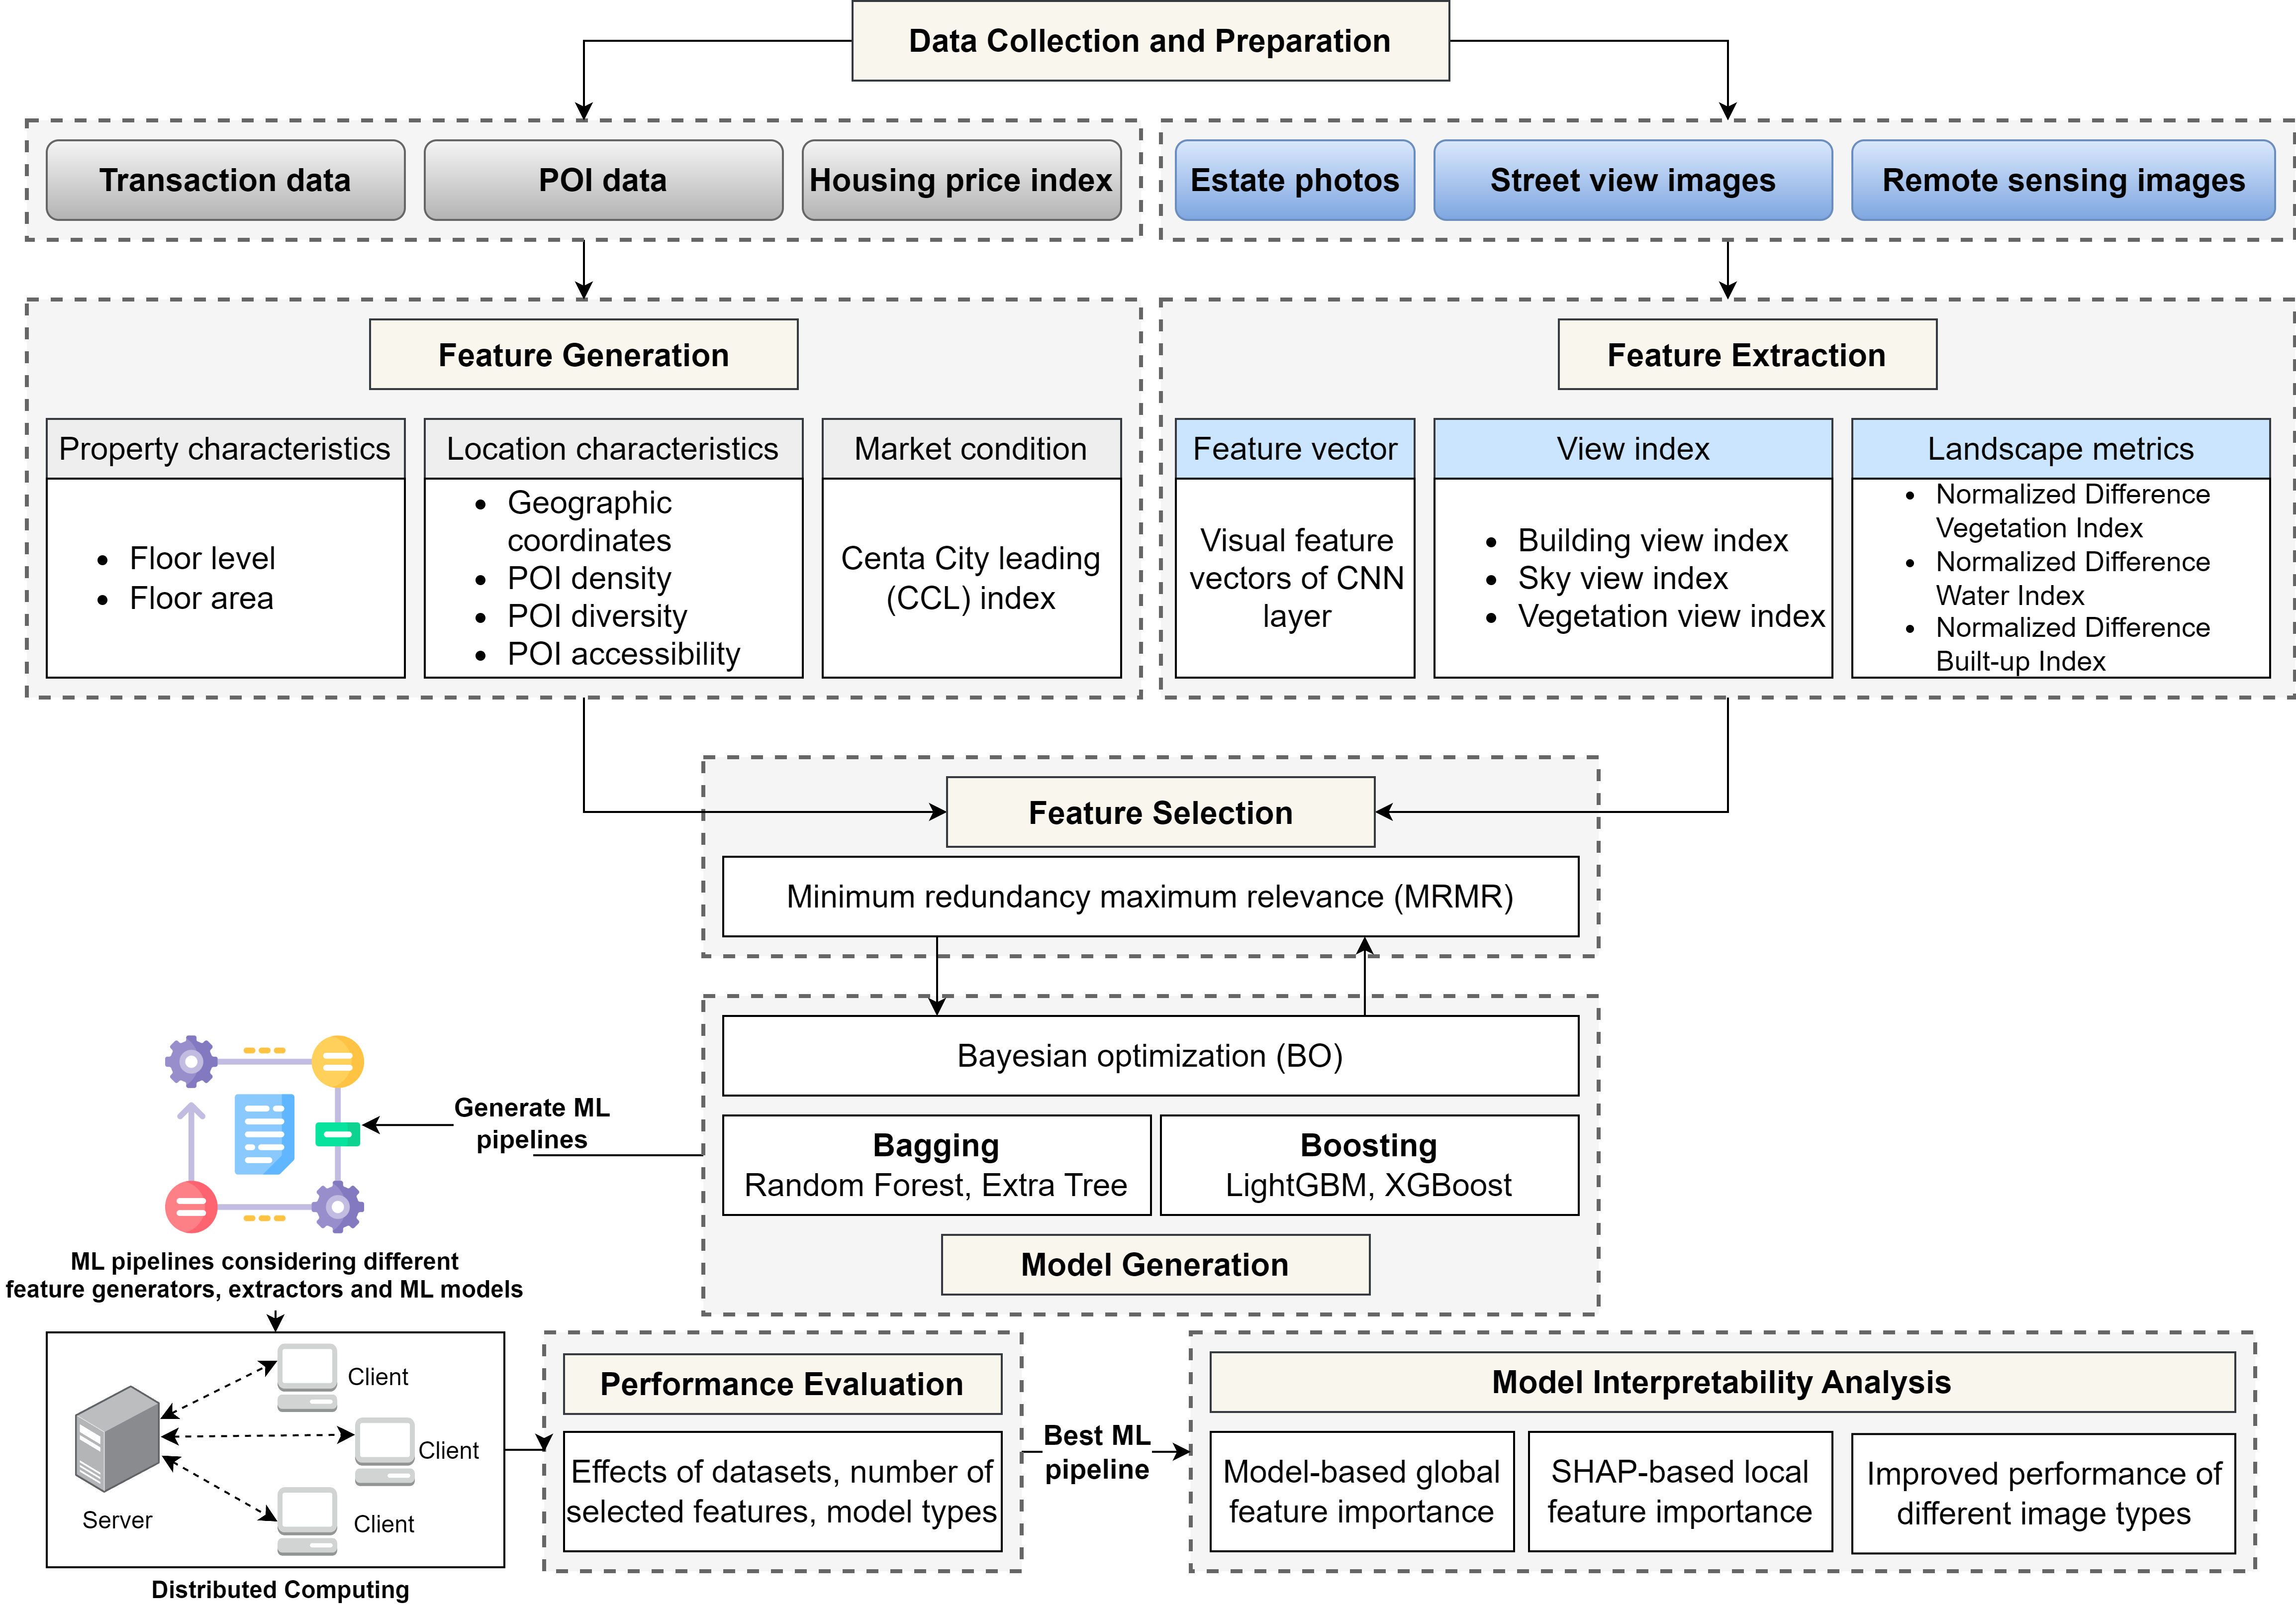 Data Collection and Preparation
Transaction data
POI data
Housing price index
Estate photos
Street view images
Remote sensing images
Feature Generation
Property characteristics
• Floor level
• Floor area
Location characteristics
• Geographic
coordinates
• POI density
• POI diversity
• POI accessibility
Market condition
Centa City leading
(CCL) index
Feature Extraction
Feature vector
Visual feature
vectors of CNN
layer
View index
• Building view index
• Sky view index
• Vegetation view index
Landscape metrics
• Normalized Difference
Vegetation Index
• Normalized Difference
Water Index
• Normalized Difference
Built-up Index
Feature Selection
Minimum redundancy maximum relevance (MRMR)
Bayesian optimization (BO)
Bagging
Random Forest, Extra Tree
Boosting
LightGBM, XGBoost
Model Generation
Generate ML
pipelines
ML pipelines considering different
feature generators, extractors and ML models
Client
Client
Client
Server
Distributed Computing
Performance Evaluation
Effects of datasets, number of
selected features, model types
Best ML
pipeline
Model Interpretability Analysis
Model-based global
feature importance
SHAP-based local
feature importance
Improved performance of
different image types